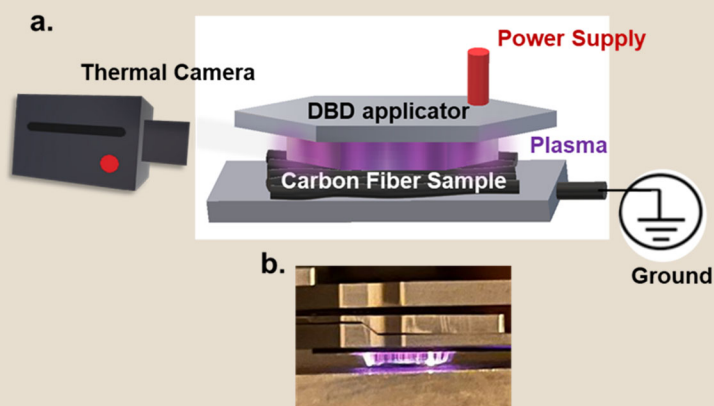 a.
Power Supply
Thermal Camera
DBD applicator
Plasma
Carbon Fiber Sample
Ground
b.